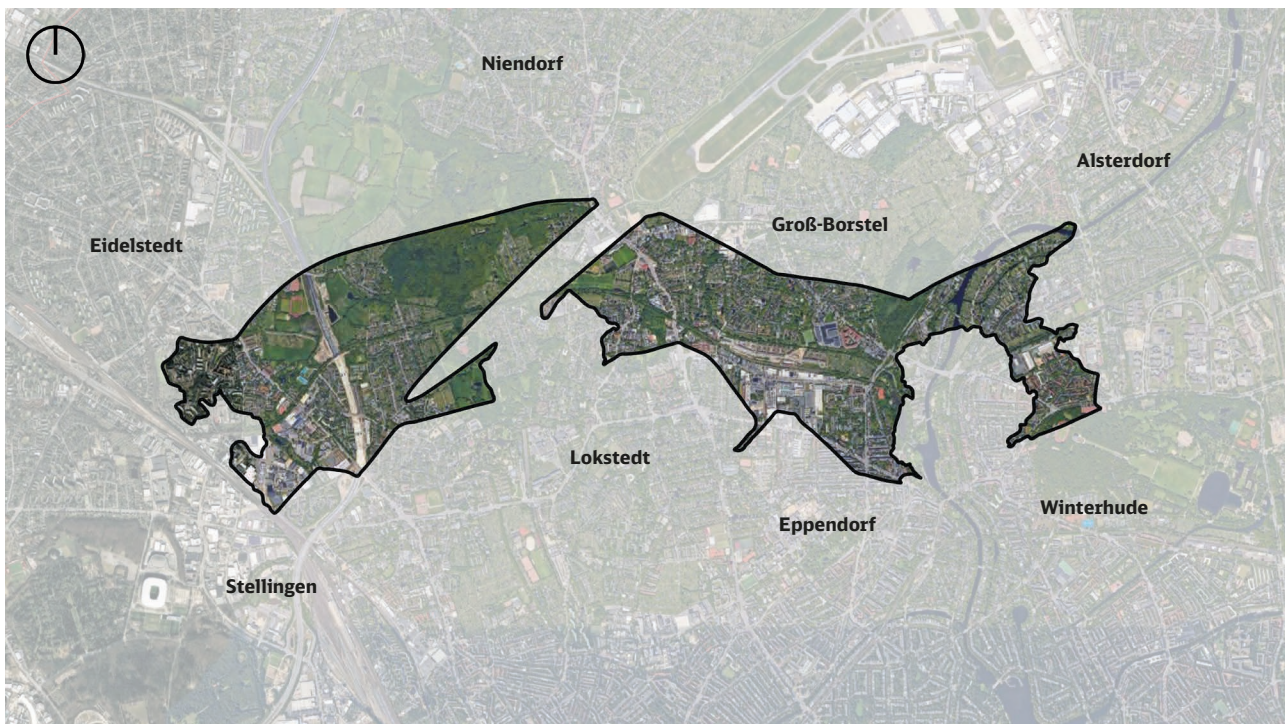 Niendorf
Alsterdorf
Groß-Borstel
Eidelstedt
Lokstedt
Winterhude
Eppendorf
Stellingen